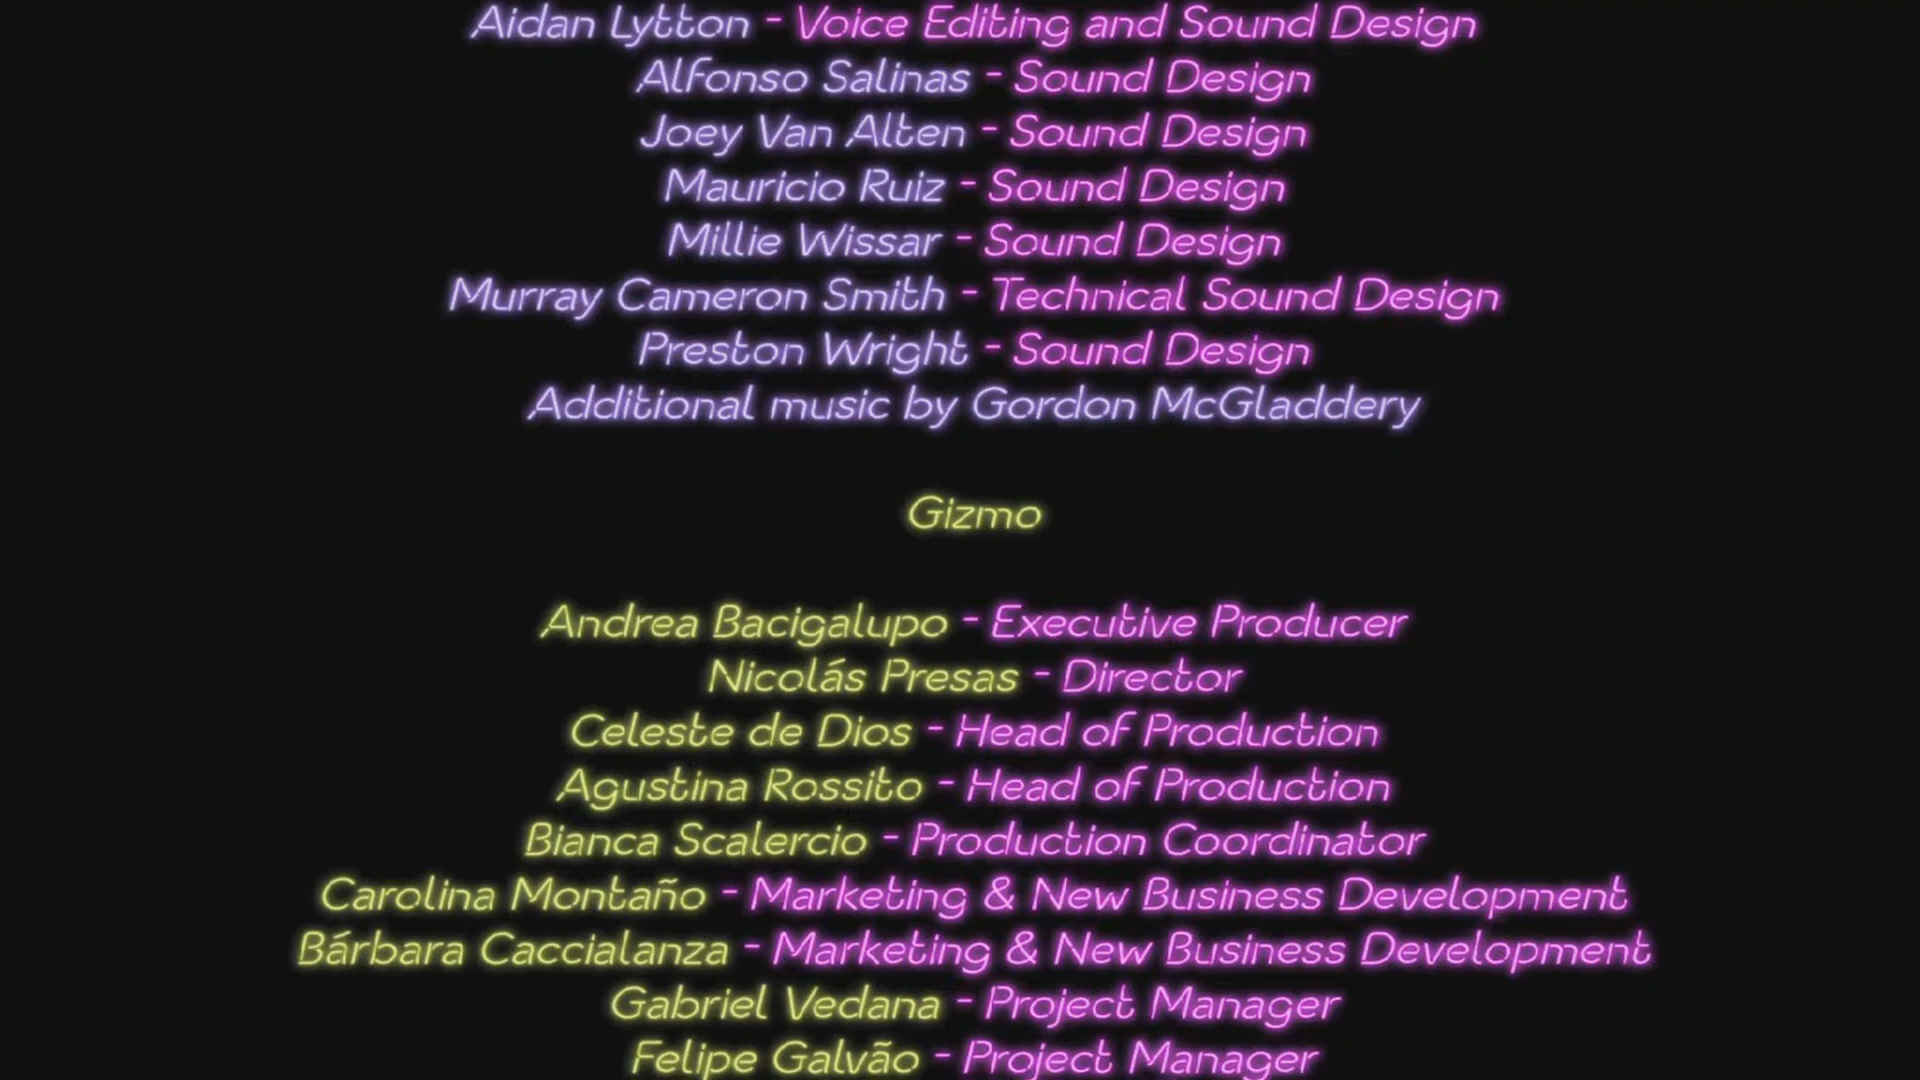 Aidan Lytton - Voice Editing and Sound Design
Alfonso Salinas - Sound Design
Joey Van Alten - Sound Design
Mauricio Ruiz - Sound Design
Millie Wissar - Sound Design
Murray Cameron Smith - Technical Sound Design
Preston Wright - Sound Design
Additional music by Gordon McGladdery
Gizmo
Andrea Bacigalupo - Executive Producer
Nicolás Presas - Director
Celeste de Dios - Head of Production
Agustina Rossito - Head of Production
Bianca Scalercio - Production Coordinator
Carolina Montaño - Marketing & New Business Development
Bárbara Caccialanza - Marketing & New Business Development
Gabriel Vedana - Project Manager
Felipe Galvão - Project Manager